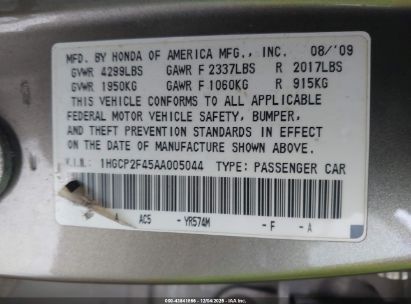 MFD. BY HONDA OF AMERICA MFG., INC. 08/'09
GVWR 4299LBS GAWR F 2337LBS R 2017LBS
GVWR 1950KG GAWR F 1060KG R 915KG
THIS VEHICLE CONFORMS TO ALL APPLICABLE
FEDERAL MOTOR VEHICLE SAFETY, BUMPER,
AND THEFT PREVENTION STANDARDS IN EFFECT
ON THE DATE OF MANUFACTURE SHOWN ABOVE.
V.I.N.: 1HGCP2F45AA005044 TYPE: PASSENGER CAR
A AC5 - YR574M - F - A